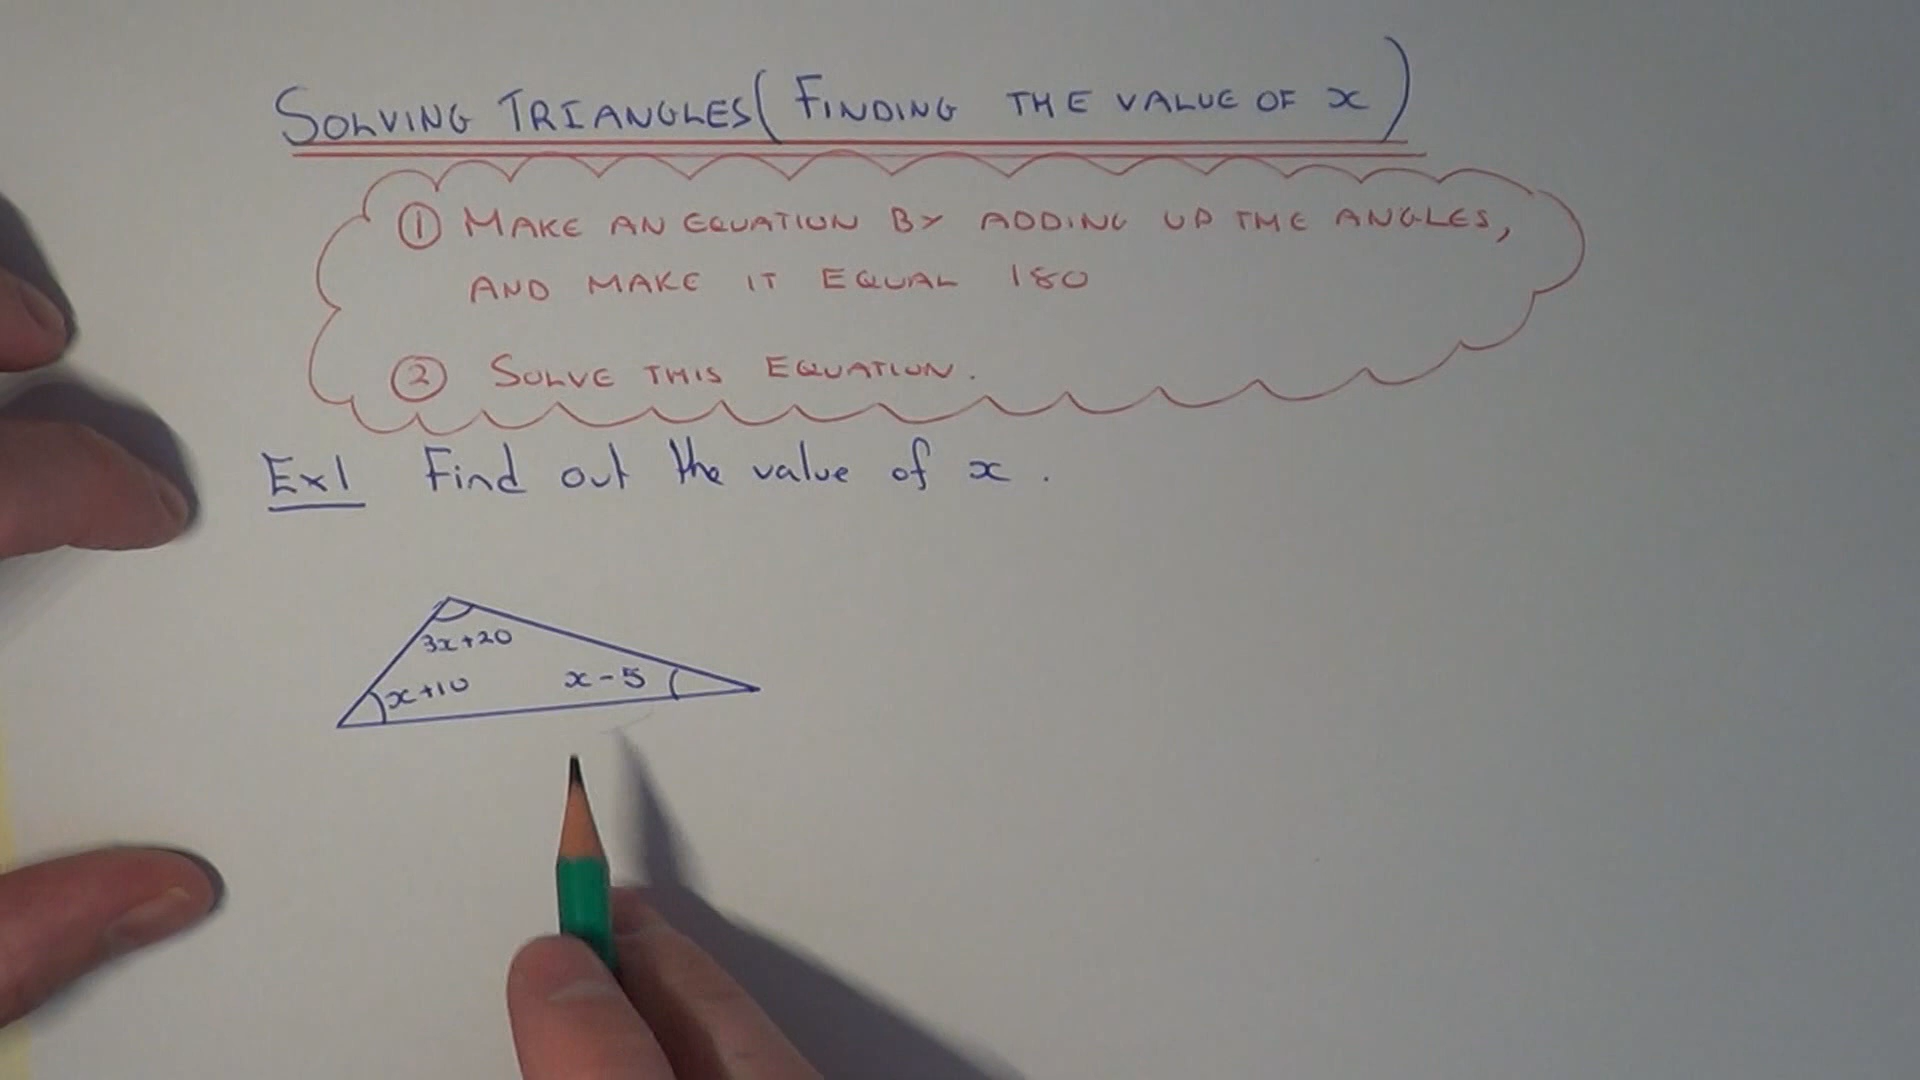 SOLVING TRIANGLES (FINDING THE VALUE OF x)
① MAKE AN EQUATION BY ADDING UP THE ANGLES,
AND MAKE IT EQUAL 180
② SOLVE THIS EQUATION.
Ex1 Find out the value of x.
3x+20
x+10
x-5